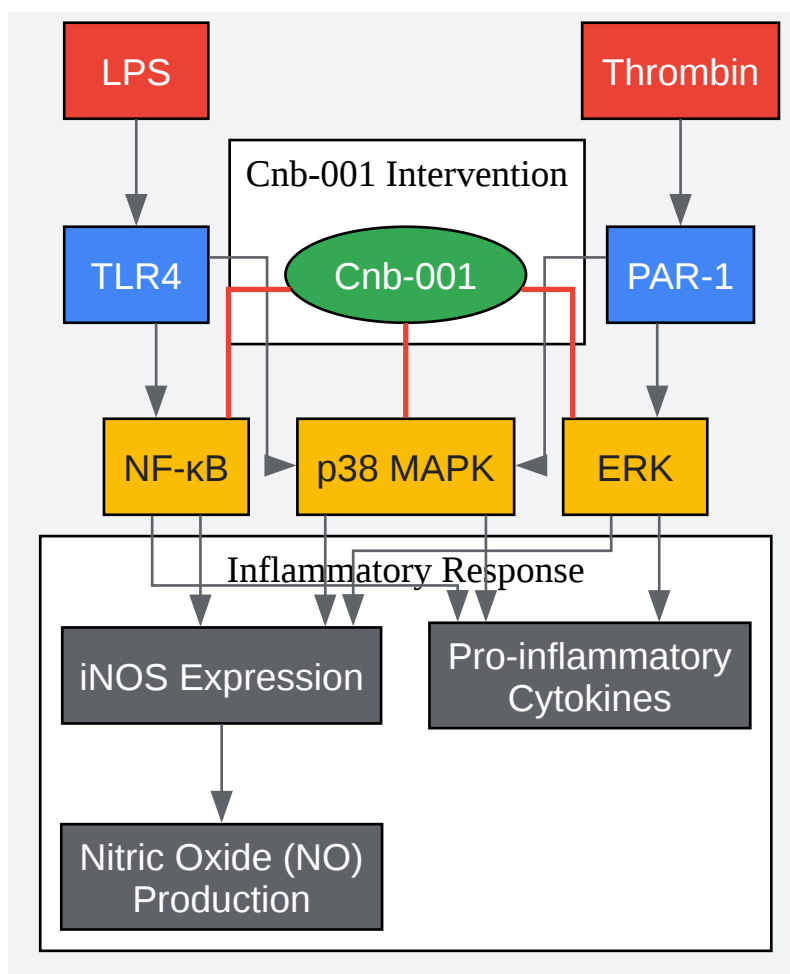 LPS
Thrombin
Cnb-001 Intervention
TLR4
Cnb-001
PAR-1
NF-κB
p38 MAPK
ERK
Inflammatory Response
iNOS Expression
Pro-inflammatory
Cytokines
Nitric Oxide (NO)
Production